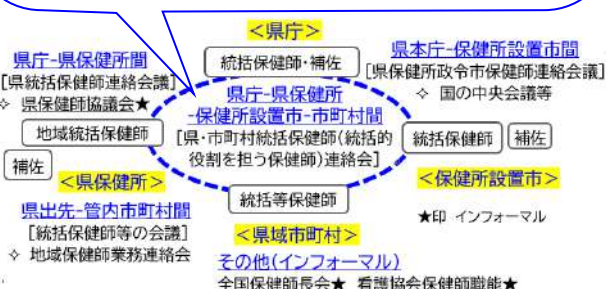 <県庁>
県庁-県保健所間
[県統括保健師連絡会議]
✧ 県保健師協議会★
統括保健師・補佐
県本庁-保健所設置市間
[県保健所政令市保健師連絡会議]
✧ 国の中央会議等
県庁-県保健所
-保健所設置市-市町村間
[県・市町村統括保健師(統括的
役割を担う保健師)連絡会]
地域統括保健師
補佐
<県保健所>
統括保健師
補佐
<保健所設置市>
県出先-管内市町村間
[統括保健師等の会議]
✧ 地域保健師業務連絡会
統括等保健師
<県域市町村>
★印 インフォーマル
その他(インフォーマル)
全国保健師長会★ 看護協会保健師職能★